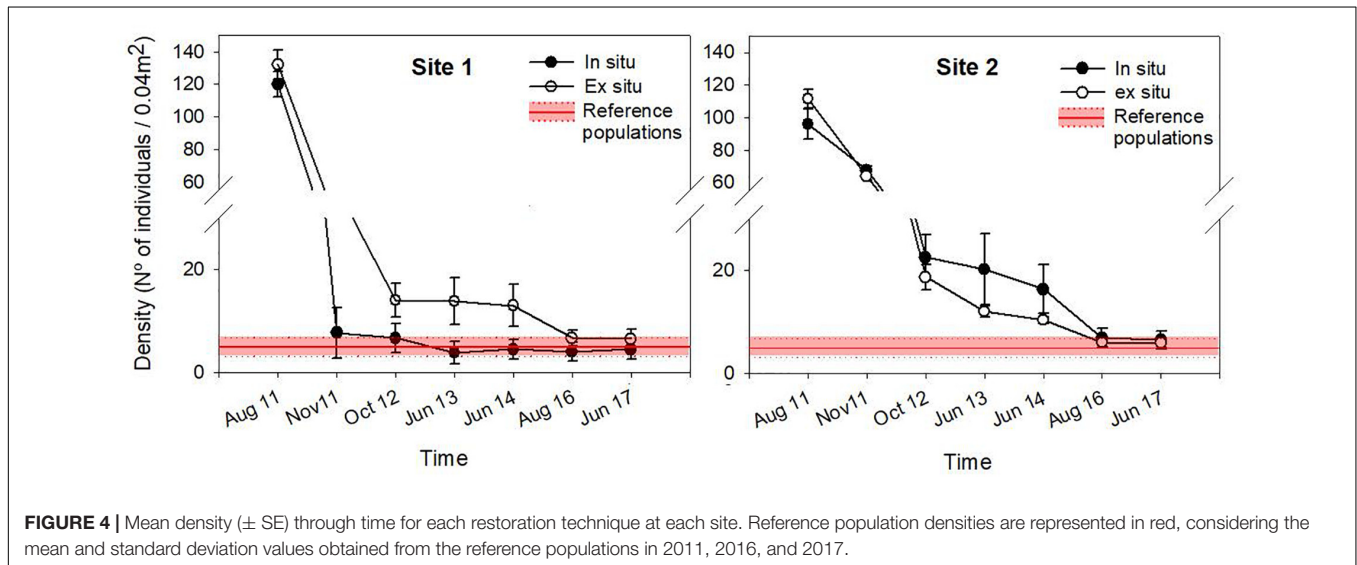 Density (Nº of individuals / 0.04m²)
140
120
100
80
60
20
0
Site 1
In situ
Ex situ
Reference
populations
Aug 11
Nov11
Oct 12
Jun 13
Jun 14
Aug 16
Jun 17
Time
140
120
100
80
60
20
0
Site 2
In situ
ex situ
Reference
populations
Aug 11
Nov11
Oct 12
Jun 13
Jun 14
Aug 16
Jun 17
Time
FIGURE 4 | Mean density (± SE) through time for each restoration technique at each site. Reference population densities are represented in red, considering the
mean and standard deviation values obtained from the reference populations in 2011, 2016, and 2017.